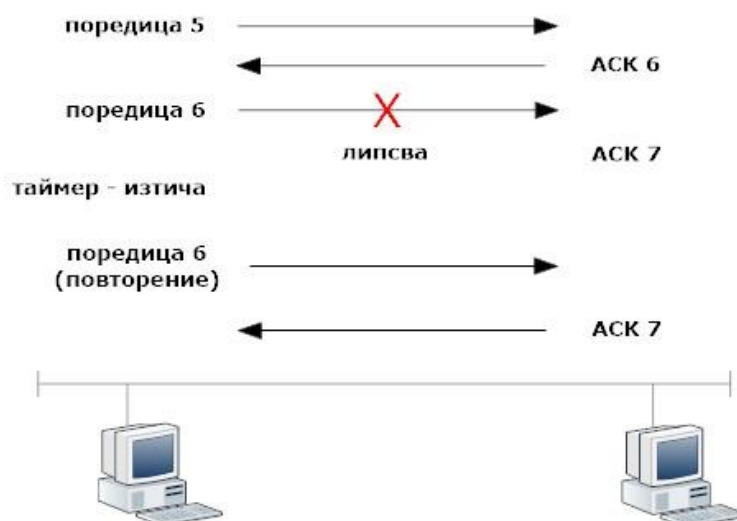 поредица 5
АСК 6
поредица 6
липсва
АСК 7
таймер - изтича
поредица 6
(повторение)
АСК 7